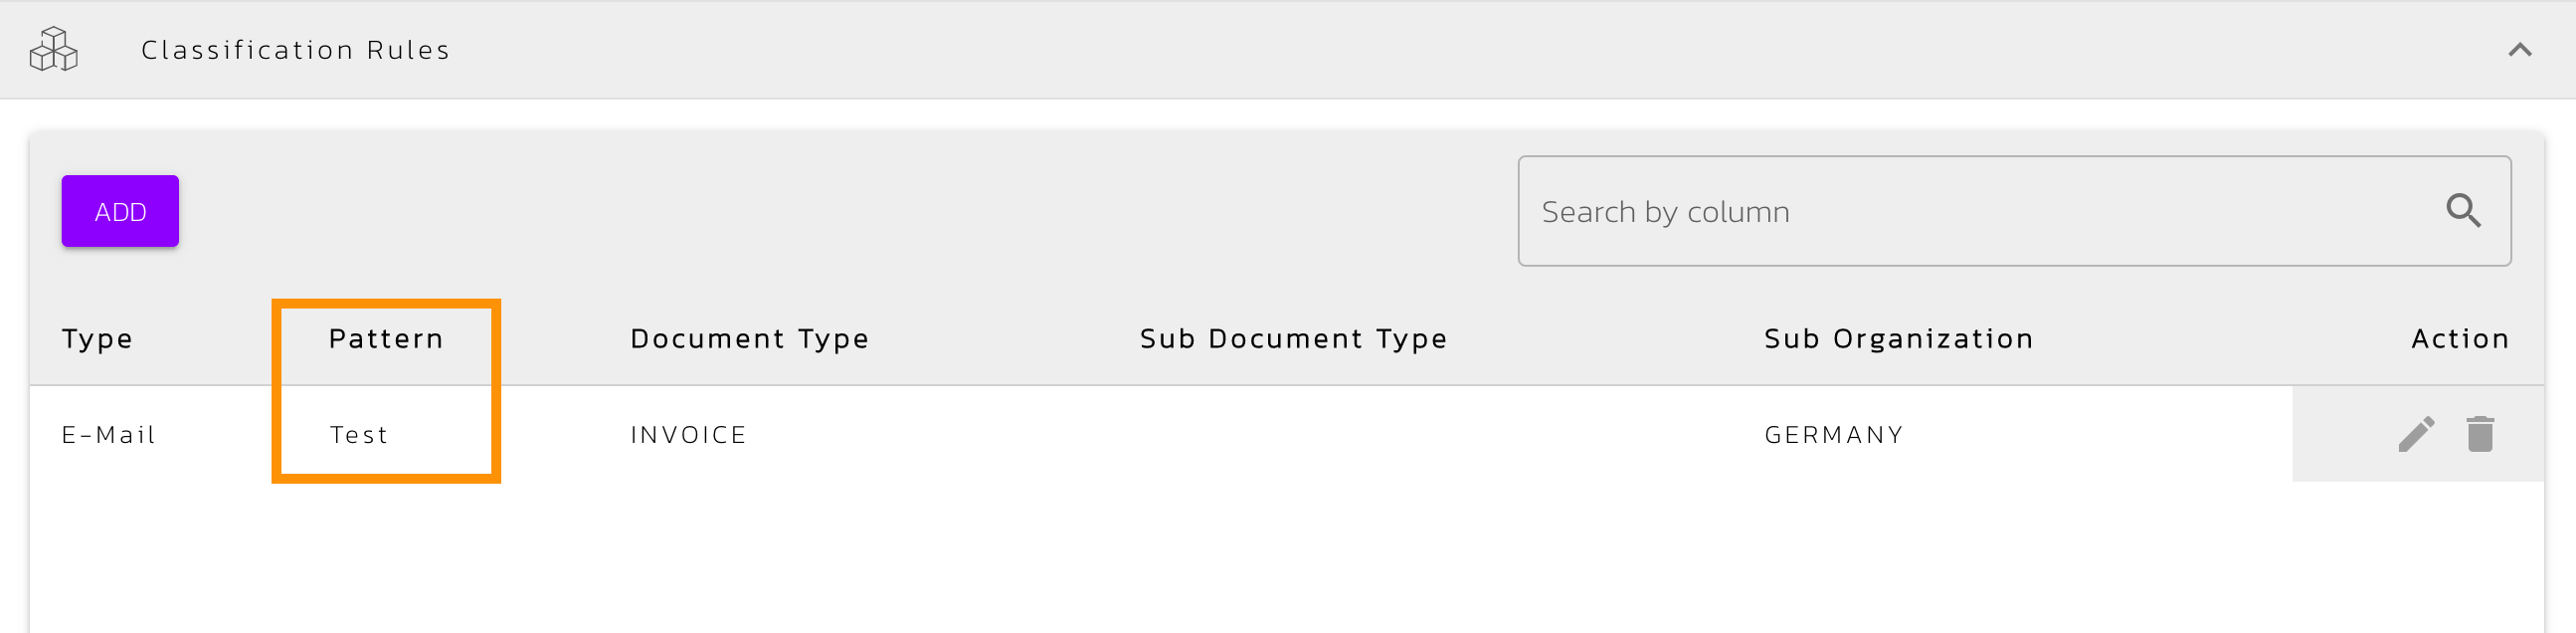 Classification Rules
ADD
Search by column
Type Pattern Document Type Sub Document Type Sub Organization Action
E-Mail Test INVOICE GERMANY